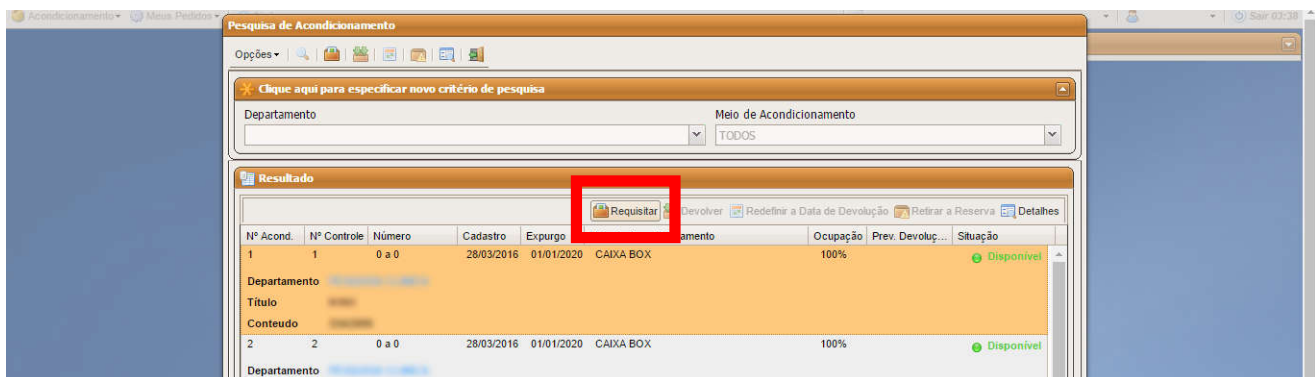 Acondicionamento Meus Pedidos Sair 03:38
Pesquisa de Acondicionamento
Opções
Clique aqui para especificar novo critério de pesquisa
Departamento Meio de Acondicionamento
TODOS
Resultado
Requisitar Devolver Redefinir a Data de Devolução Retirar a Reserva Detalhes
Nº Acond. Nº Controle Número Cadastro Expurgo amento Ocupação Prev. Devoluç... Situação
1 1 0 a 0 28/03/2016 01/01/2020 CAIXA BOX 100% Disponível
Departamento
Título
Conteudo
2 2 0 a 0 28/03/2016 01/01/2020 CAIXA BOX 100% Disponível
Departamento